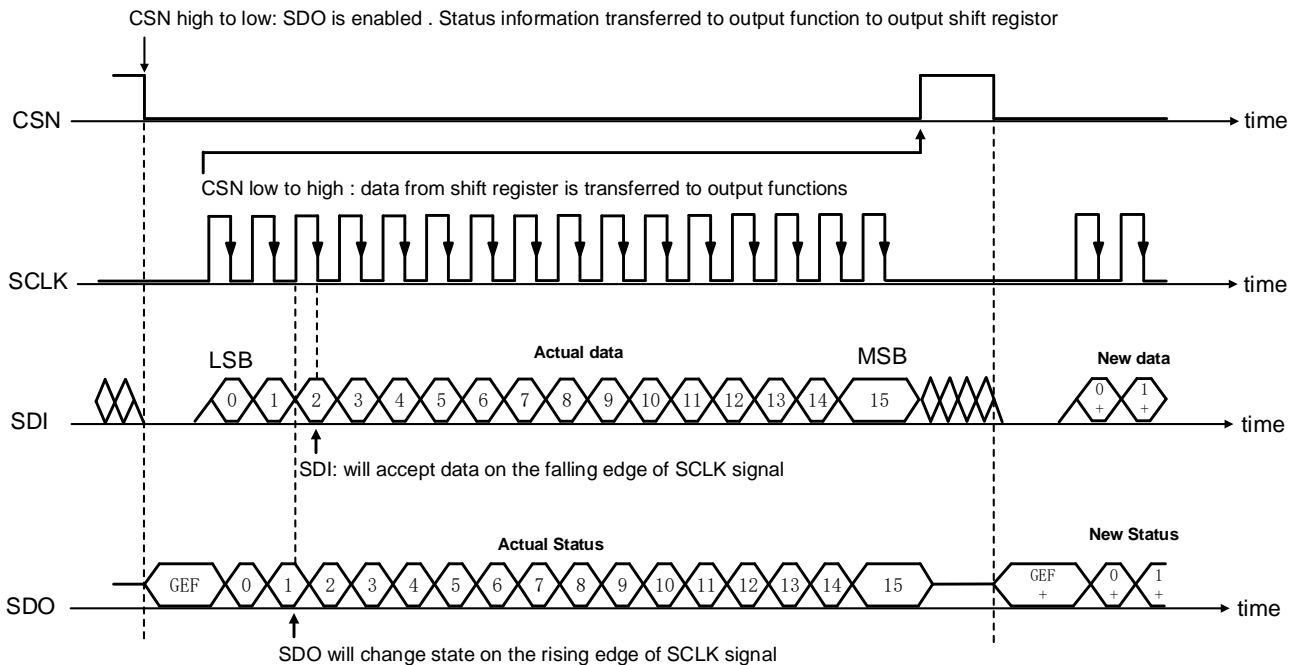 CSN high to low: SDO is enabled . Status information transferred to output function to output shift registor
CSN
time
CSN low to high : data from shift register is transferred to output functions
SCLK
time
LSB
Actual data
MSB
New data
0 1 2 3 4 5 6 7 8 9 10 11 12 13 14 15
0+ 1+
SDI
time
SDI: will accept data on the falling edge of SCLK signal
Actual Status
New Status
GEF 0 1 2 3 4 5 6 7 8 9 10 11 12 13 14 15
GEF+ 0+ 1+
SDO
time
SDO will change state on the rising edge of SCLK signal